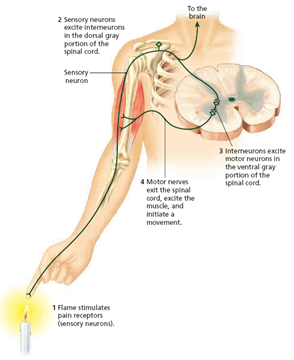 To the
brain
2 Sensory neurons
excite interneurons
in the dorsal gray
portion of the
spinal cord.
Sensory
neuron
3 Interneurons excite
motor neurons in
the ventral gray
portion of the
spinal cord.
4 Motor nerves
exit the spinal
cord, excite the
muscle, and
initiate a
movement.
1 Flame stimulates
pain receptors
(sensory neurons).